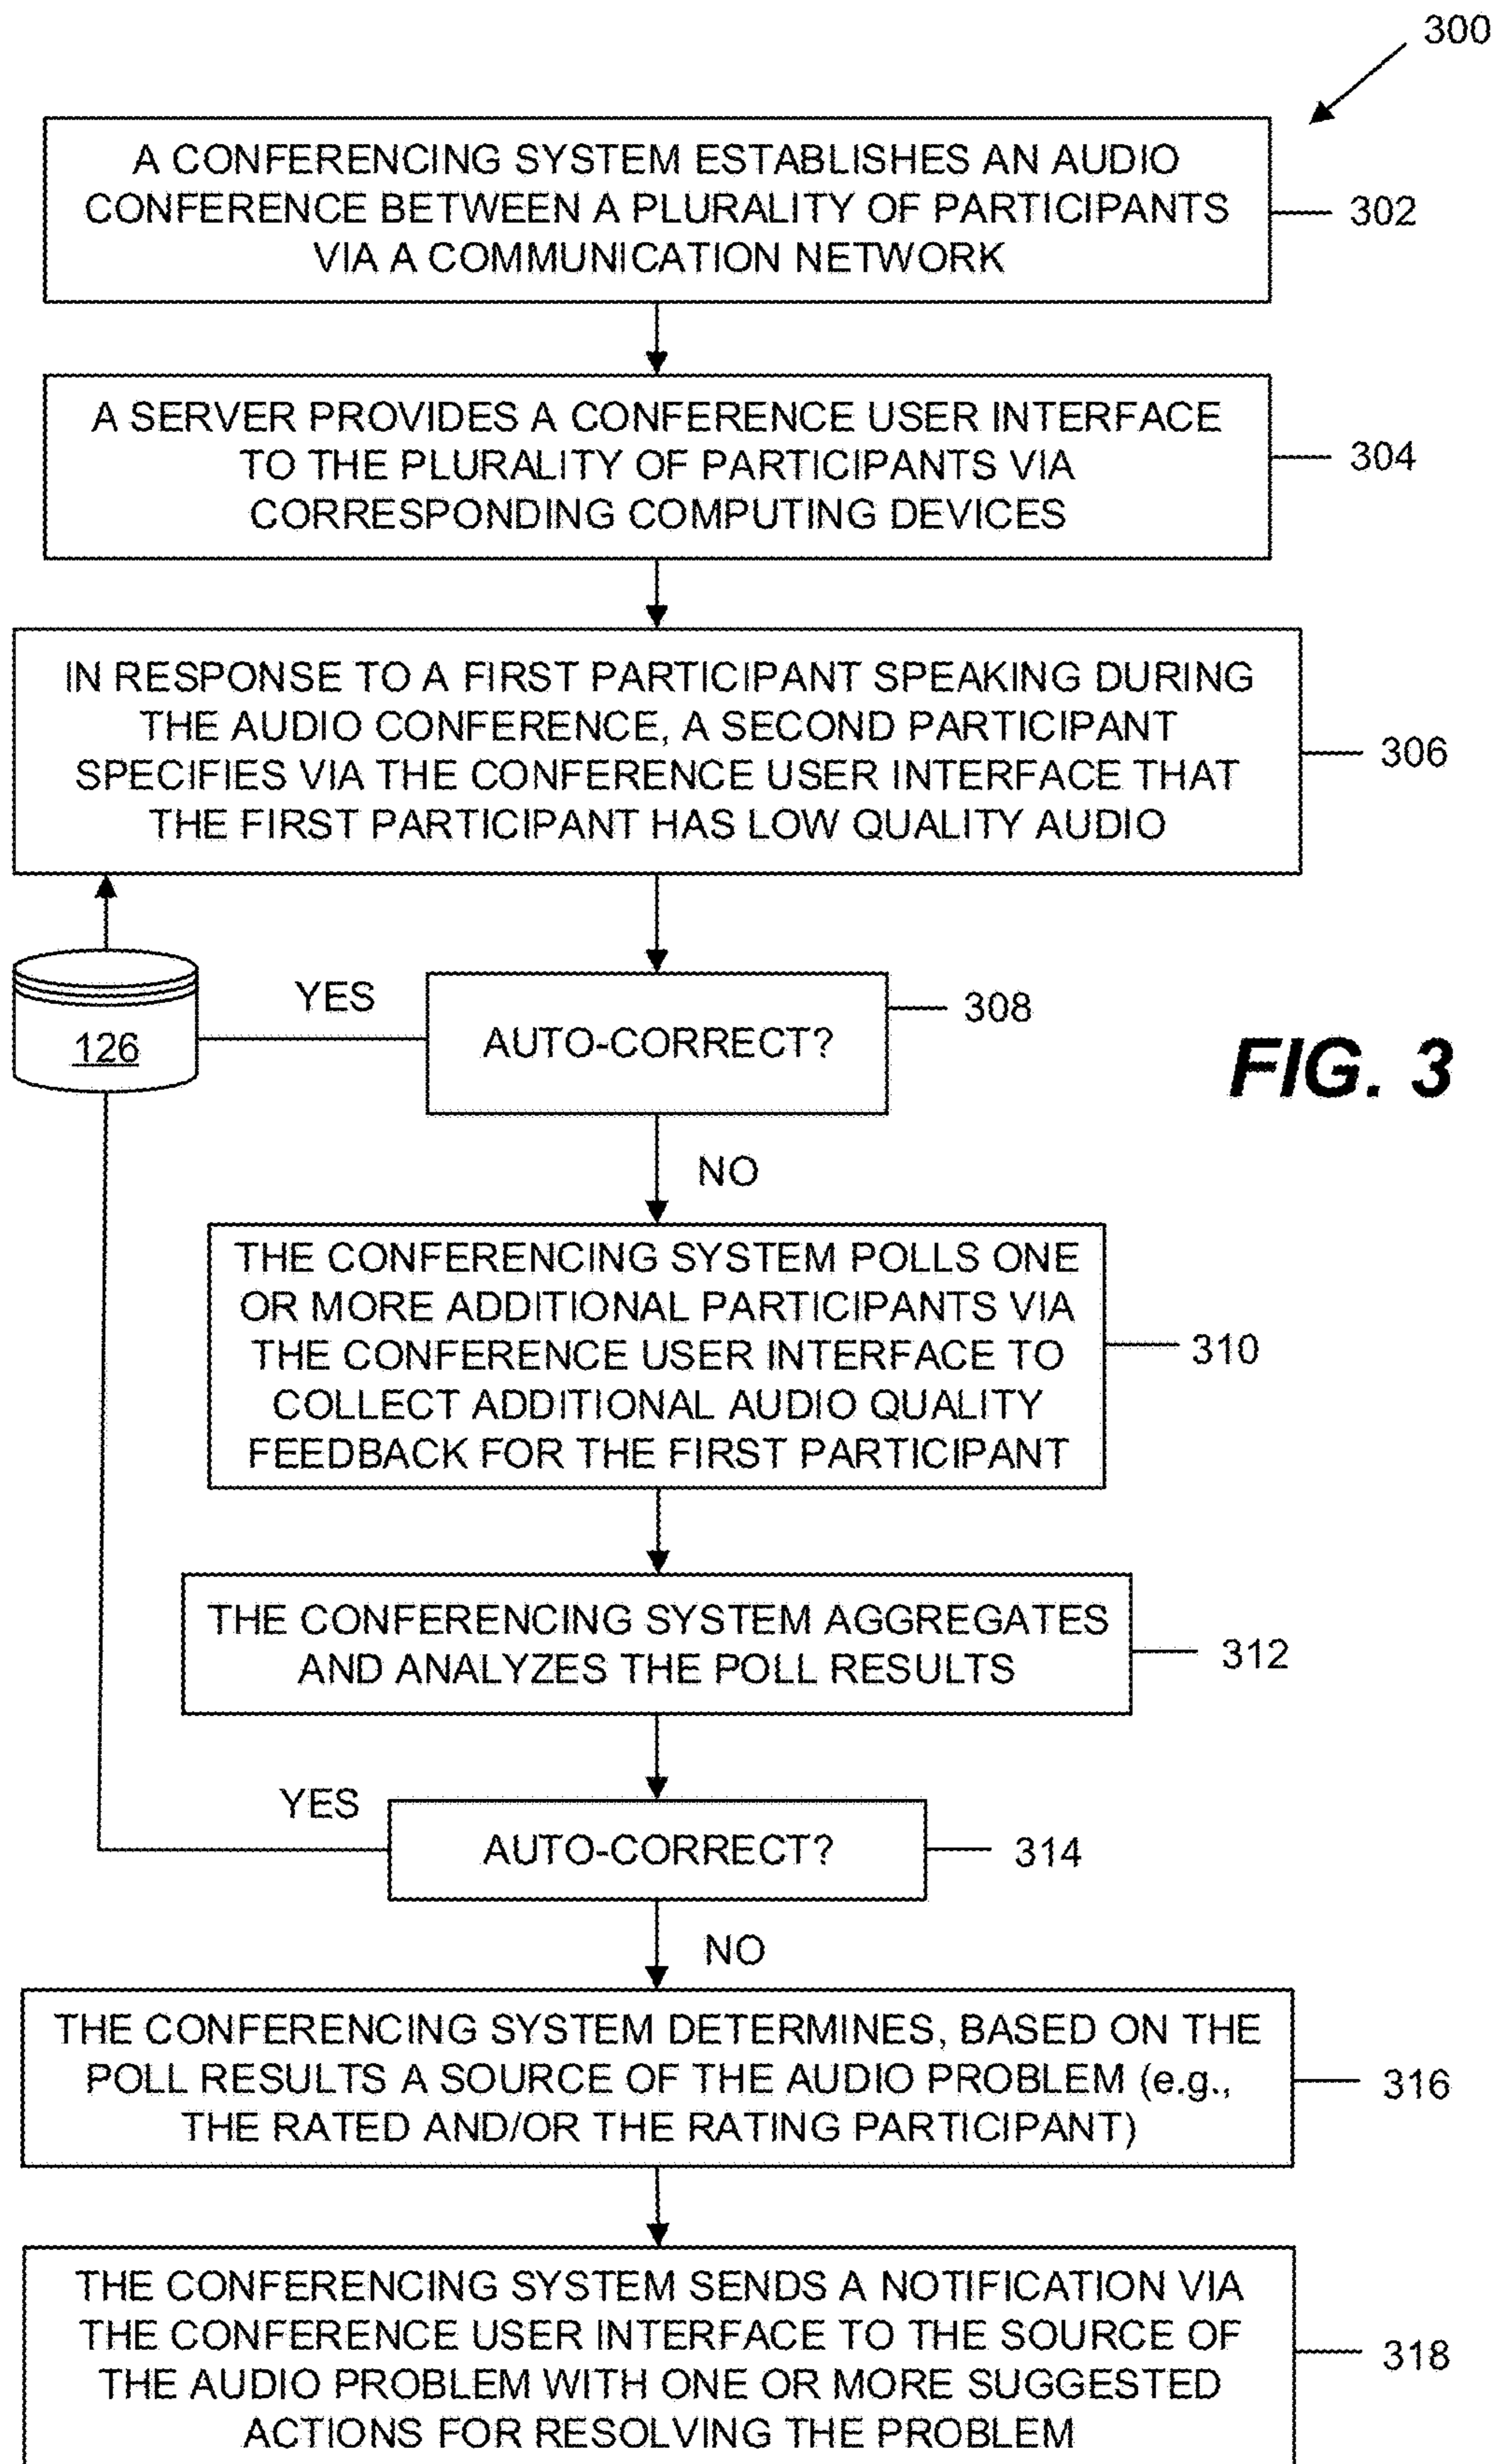 300
A CONFERENCING SYSTEM ESTABLISHES AN AUDIO
CONFERENCE BETWEEN A PLURALITY OF PARTICIPANTS
VIA A COMMUNICATION NETWORK
302
A SERVER PROVIDES A CONFERENCE USER INTERFACE
TO THE PLURALITY OF PARTICIPANTS VIA
CORRESPONDING COMPUTING DEVICES
304
IN RESPONSE TO A FIRST PARTICIPANT SPEAKING DURING
THE AUDIO CONFERENCE, A SECOND PARTICIPANT
SPECIFIES VIA THE CONFERENCE USER INTERFACE THAT
THE FIRST PARTICIPANT HAS LOW QUALITY AUDIO
306
126
YES
AUTO-CORRECT?
308
FIG. 3
NO
THE CONFERENCING SYSTEM POLLS ONE
OR MORE ADDITIONAL PARTICIPANTS VIA
THE CONFERENCE USER INTERFACE TO
COLLECT ADDITIONAL AUDIO QUALITY
FEEDBACK FOR THE FIRST PARTICIPANT
310
THE CONFERENCING SYSTEM AGGREGATES
AND ANALYZES THE POLL RESULTS
312
YES
AUTO-CORRECT?
314
NO
THE CONFERENCING SYSTEM DETERMINES, BASED ON THE
POLL RESULTS A SOURCE OF THE AUDIO PROBLEM (e.g.,
THE RATED AND/OR THE RATING PARTICIPANT)
316
THE CONFERENCING SYSTEM SENDS A NOTIFICATION VIA
THE CONFERENCE USER INTERFACE TO THE SOURCE OF
THE AUDIO PROBLEM WITH ONE OR MORE SUGGESTED
ACTIONS FOR RESOLVING THE PROBLEM
318